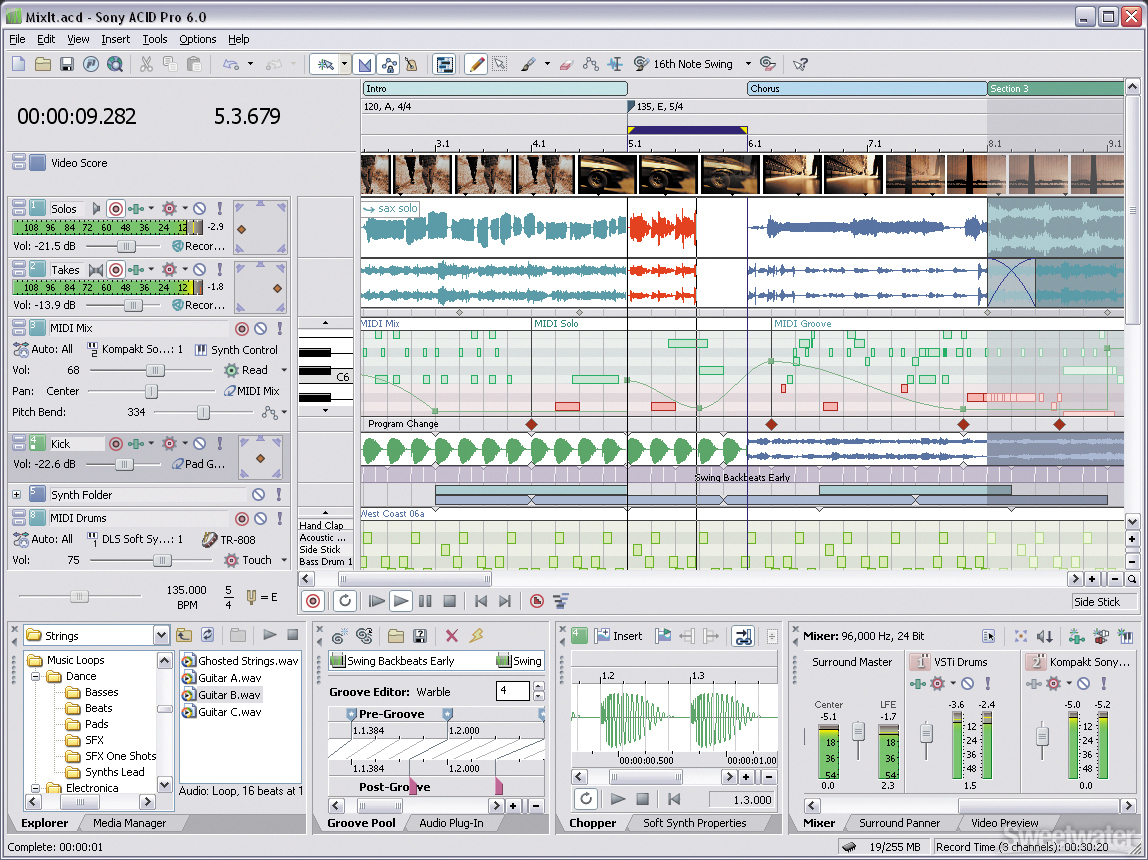 MixIt.acd - Sony ACID Pro 6.0
File Edit View Insert Tools Options Help
16th Note Swing
00:00:09.282 5.3.679
Intro Chorus Section 3
120, A, 4/4 135, E, 5/4
3.1 4.1 5.1 6.1 7.1 8.1 9.1
Video Score
1 Solos
sax solo
108 96 84 72 60 48 36 24 12 -2.9
Vol: -21.5 dB Recor...
2 Takes
108 96 84 72 60 48 36 24 12 -1.8
Vol: -13.9 dB Recor...
3 MIDI Mix
MIDI Mix MIDI Solo MIDI Groove
Auto: All Kompakt So...: 1 Synth Control
Vol: 68 Read
C6
Pan: Center MIDI Mix
Pitch Bend: 334
Program Change
4 Kick
Vol: -22.6 dB Pad G...
Swing Backbeats Early
5 Synth Folder
8 MIDI Drums
West Coast 06a
Hand Clap
Acoustic ...
Side Stick
Bass Drum 1
Auto: All DLS Soft Sy...: 1 TR-808
Vol: 75 Touch
135.000 BPM 5/4 = E
Side Stick
Strings
Music Loops
Dance
Basses
Beats
Pads
SFX
SFX One Shots
Synths Lead
Electronica
Ghosted Strings.wav
Guitar A.wav
Guitar B.wav
Guitar C.wav
Audio: Loop, 16 beats at 1
Explorer Media Manager
Swing Backbeats Early Swing
Groove Editor: Warble 4
Pre-Groove
1.1.384 1.2.000
1.1.384 1.2.000
Post-Groove
Groove Pool Audio Plug-In
4 Insert
1.2 1.3
00:00:00.500 00:00:01.00
1.3.000
Chopper Soft Synth Properties
Mixer: 96,000 Hz, 24 Bit
Surround Master 1 VSTi Drums 2 Kompakt Sony...
Center LFE
-5.1 -1.7 -3.6 -2.4 -5.0 -5.2
18 18 12 12
36 36 24 24
54 54 36 36
48 48
0.0 2.3 1.5 0.0
Mixer Surround Panner Video Preview
Sweetwater
Complete: 00:00:01 19/255 MB Record Time (3 channels): 00:30:20